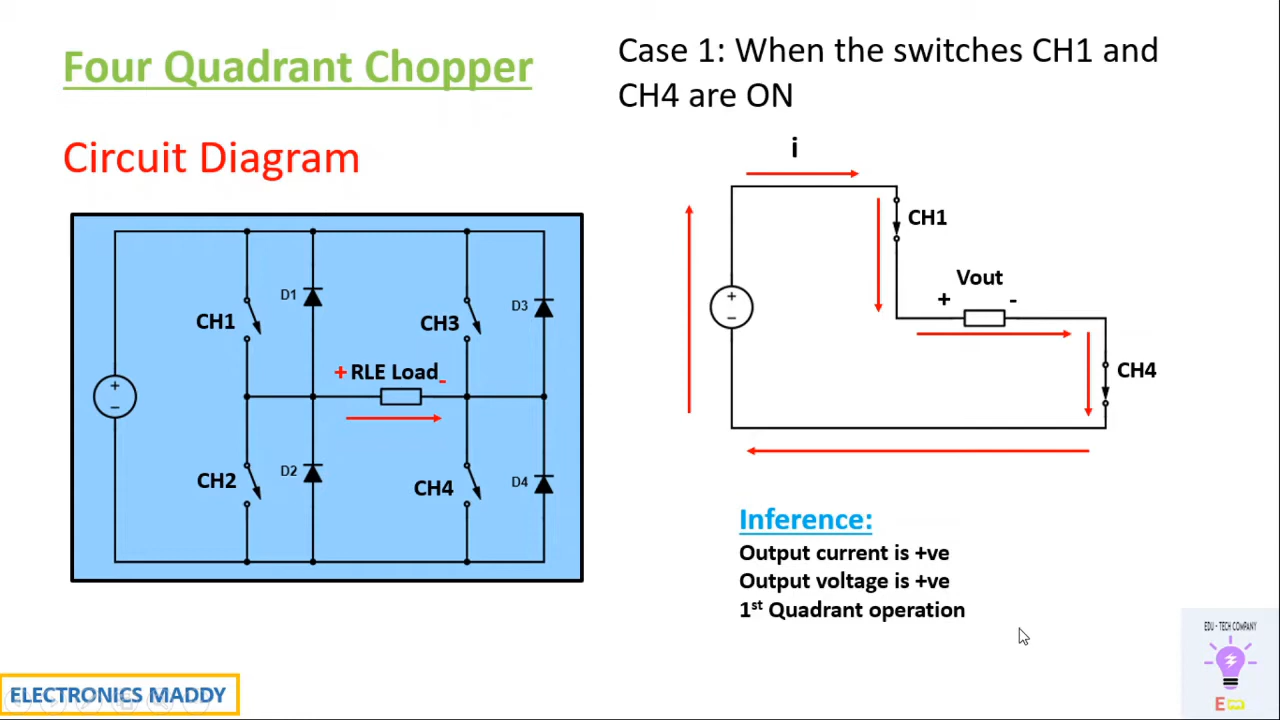 Four Quadrant Chopper
Circuit Diagram
CH1
D1
CH3
D3
+ RLE Load -
+
−
CH2
D2
CH4
D4
Case 1: When the switches CH1 and
CH4 are ON
i
CH1
Vout
+ -
+
−
CH4
Inference:
Output current is +ve
Output voltage is +ve
1st Quadrant operation
ELECTRONICS MADDY
EDU - TECH COMPANY
E